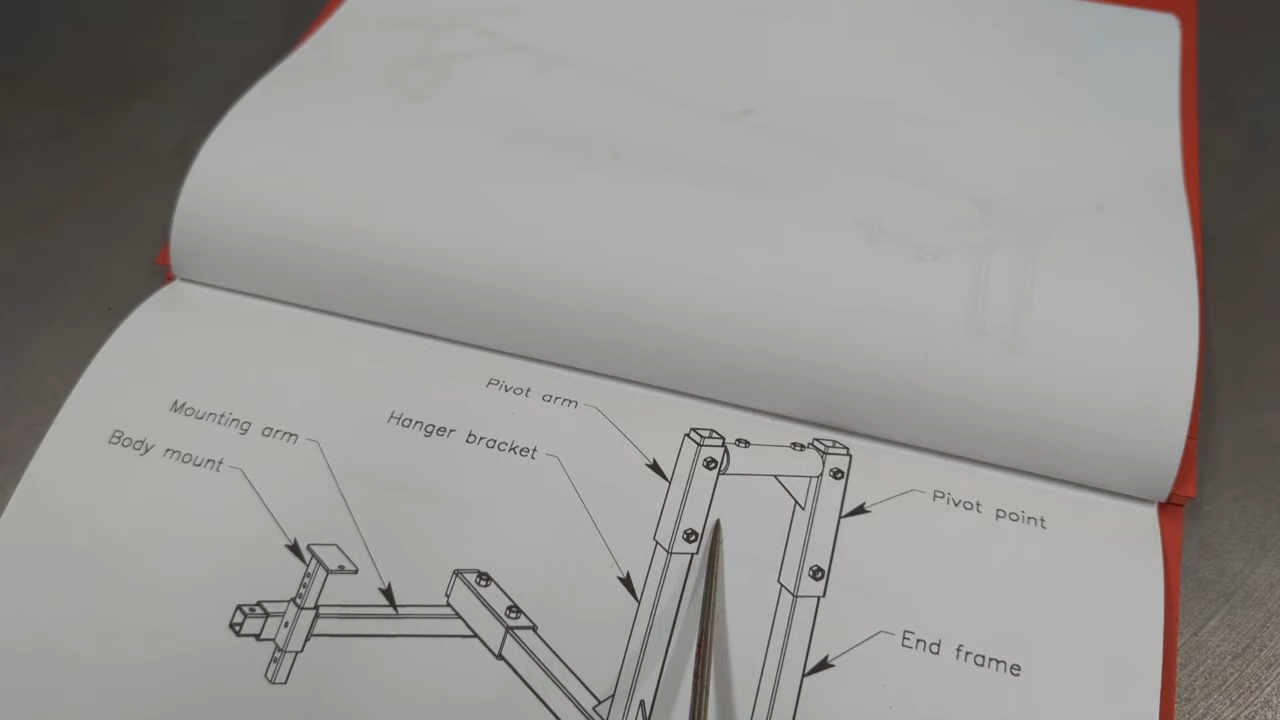 Pivot arm
Mounting arm
Hanger bracket
Body mount
Pivot point
End frame